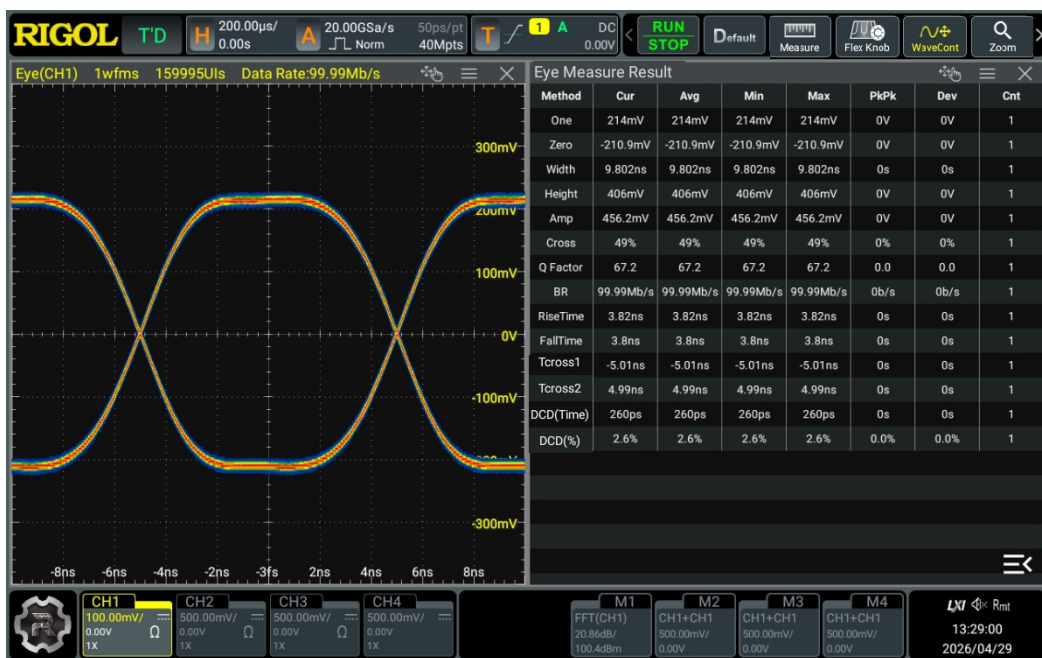 RIGOL T'D H 200.00μs/ 0.00s A 20.00GSa/s Norm 50ps/pt 40Mpts T 1 A DC 0.00V < RUN STOP Default Measure Flex Knob WaveCont Zoom
Eye(CH1) 1wfms 159995UIs Data Rate:99.99Mb/s
300mV
200mV
100mV
0V
-100mV
-300mV
-8ns -6ns -4ns -2ns -3fs 2ns 4ns 6ns 8ns
Eye Measure Result
Method Cur Avg Min Max PkPk Dev Cnt
One 214mV 214mV 214mV 214mV 0V 0V 1
Zero -210.9mV -210.9mV -210.9mV -210.9mV 0V 0V 1
Width 9.802ns 9.802ns 9.802ns 9.802ns 0s 0s 1
Height 406mV 406mV 406mV 406mV 0V 0V 1
Amp 456.2mV 456.2mV 456.2mV 456.2mV 0V 0V 1
Cross 49% 49% 49% 49% 0% 0% 1
Q Factor 67.2 67.2 67.2 67.2 0.0 0.0 1
BR 99.99Mb/s 99.99Mb/s 99.99Mb/s 99.99Mb/s 0b/s 0b/s 1
RiseTime 3.82ns 3.82ns 3.82ns 3.82ns 0s 0s 1
FallTime 3.8ns 3.8ns 3.8ns 3.8ns 0s 0s 1
Tcross1 -5.01ns -5.01ns -5.01ns -5.01ns 0s 0s 1
Tcross2 4.99ns 4.99ns 4.99ns 4.99ns 0s 0s 1
DCD(Time) 260ps 260ps 260ps 260ps 0s 0s 1
DCD(%) 2.6% 2.6% 2.6% 2.6% 0.0% 0.0% 1
CH1 CH2 CH3 CH4 M1 M2 M3 M4
100.00mV/ 500.00mV/ 500.00mV/ 500.00mV/ FFT(CH1) CH1+CH1 CH1+CH1 CH1+CH1 LXI Rmt
0.00V Ω 0.00V Ω 0.00V Ω 0.00V 20.86dB/ 500.00mV/ 500.00mV/ 500.00mV/ 13:29:00
1X 1X 1X 1X 100.4dBm 0.00V 0.00V 0.00V 2026/04/29